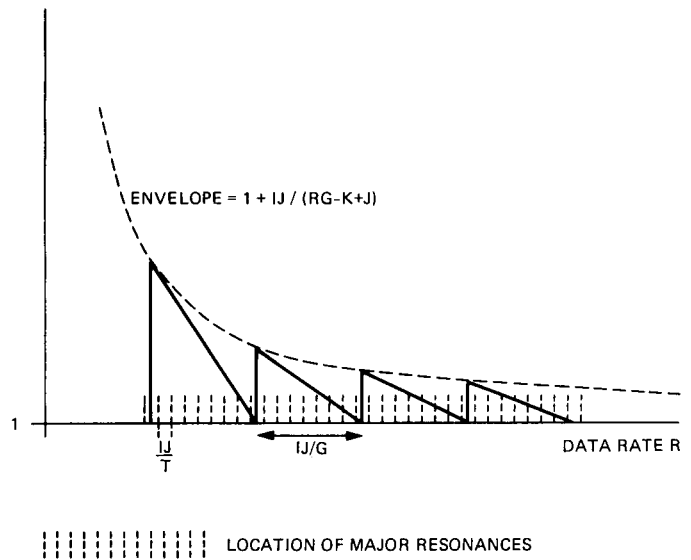 ENVELOPE = 1 + IJ / (RG-K+J)
1
IJ
T
IJ/G
DATA RATE R
LOCATION OF MAJOR RESONANCES